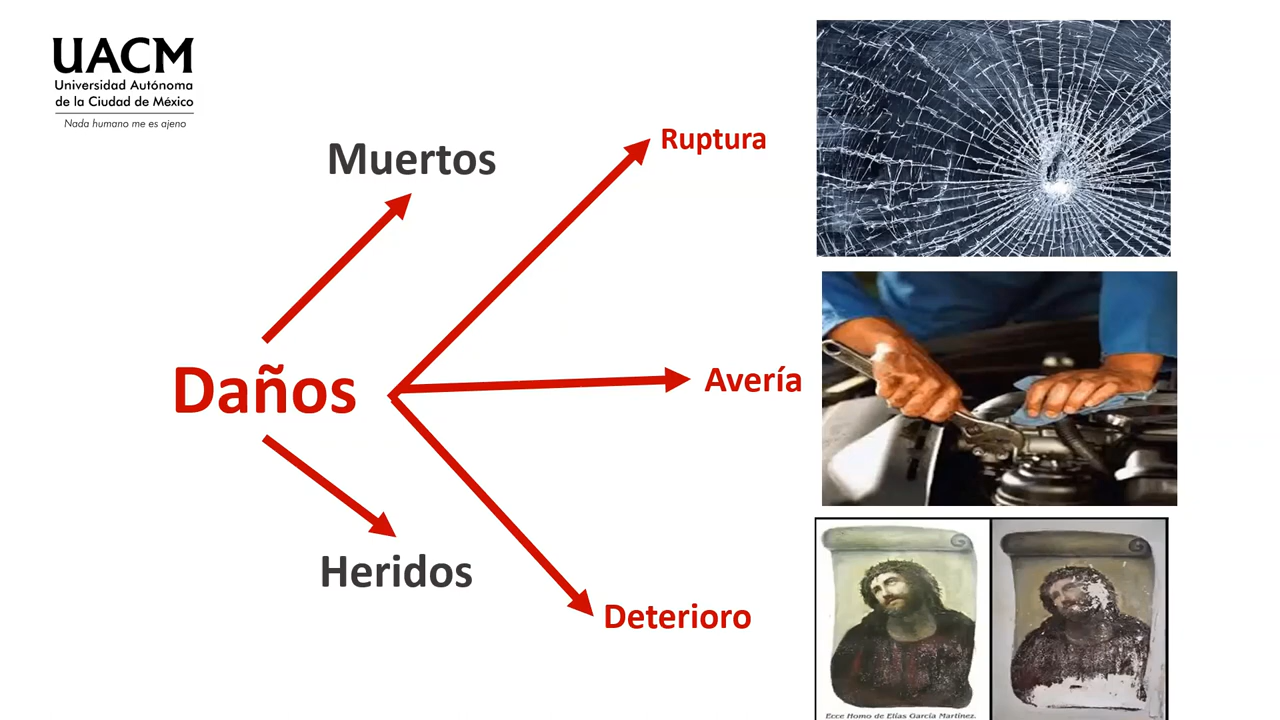 UACM
Universidad Autónoma
de la Ciudad de México
Nada humano me es ajeno
Muertos
Ruptura
Daños
Avería
Heridos
Deterioro
Ecce Homo de Elías García Martínez.